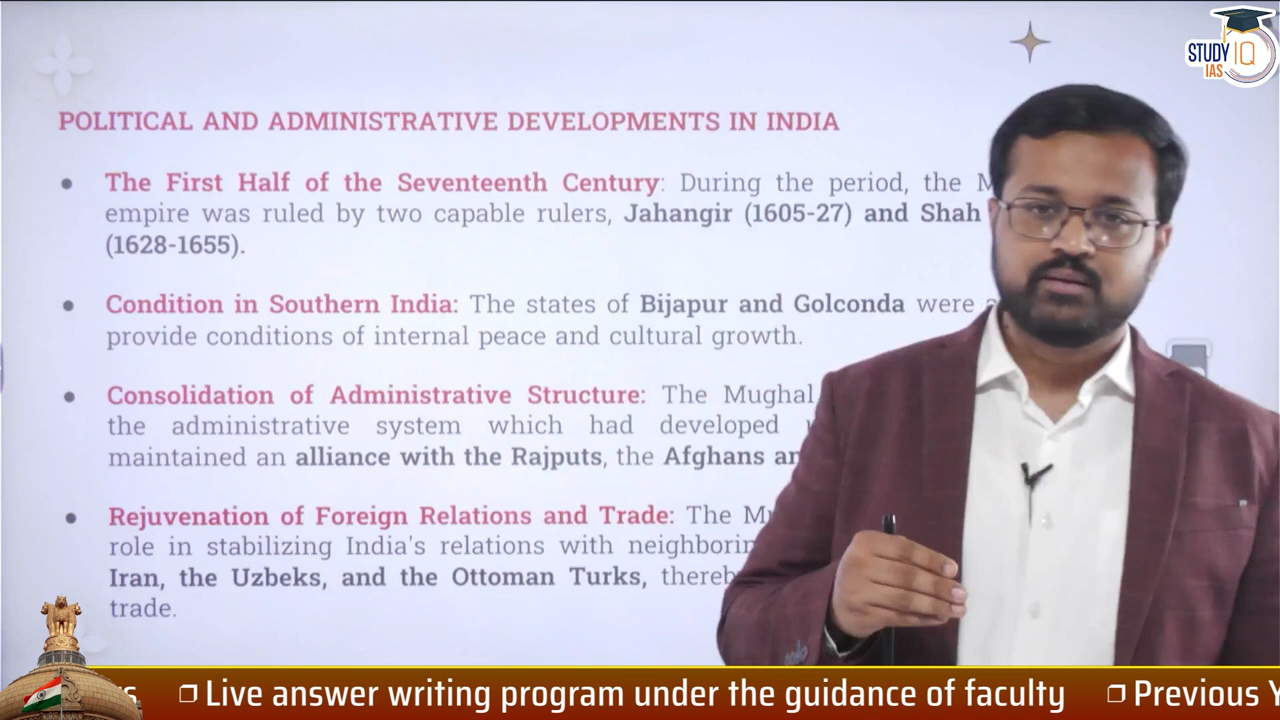 STUDY IQ
IAS
POLITICAL AND ADMINISTRATIVE DEVELOPMENTS IN INDIA
The First Half of the Seventeenth Century: During the period, the
empire was ruled by two capable rulers, Jahangir (1605-27) and Shah
(1628-1655).
Condition in Southern India: The states of Bijapur and Golconda were
provide conditions of internal peace and cultural growth.
Consolidation of Administrative Structure: The Mughal
the administrative system which had developed
maintained an alliance with the Rajputs, the Afghans
Rejuvenation of Foreign Relations and Trade: The
role in stabilizing India's relations with
Iran, the Uzbeks, and the Ottoman Turks,
trade.
Live answer writing program under the guidance of faculty Previous